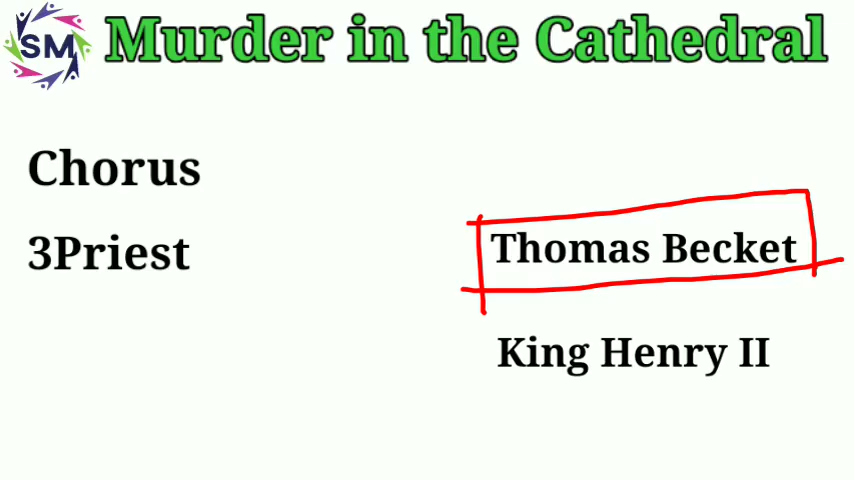 SM
Murder in the Cathedral
Chorus
3Priest
Thomas Becket
King Henry II